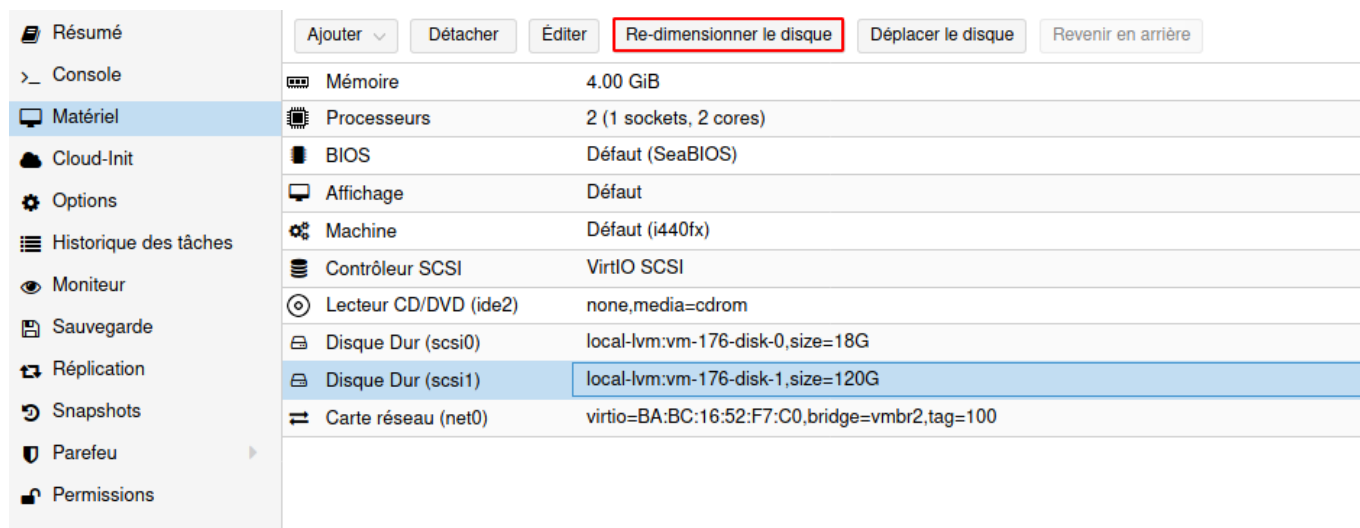 Résumé
Console
Matériel
Cloud-Init
Options
Historique des tâches
Moniteur
Sauvegarde
Réplication
Snapshots
Parefeu
Permissions
Ajouter Détacher Éditer Re-dimensionner le disque Déplacer le disque Revenir en arrière
Mémoire 4.00 GiB
Processeurs 2 (1 sockets, 2 cores)
BIOS Défaut (SeaBIOS)
Affichage Défaut
Machine Défaut (i440fx)
Contrôleur SCSI VirtIO SCSI
Lecteur CD/DVD (ide2) none,media=cdrom
Disque Dur (scsi0) local-lvm:vm-176-disk-0,size=18G
Disque Dur (scsi1) local-lvm:vm-176-disk-1,size=120G
Carte réseau (net0) virtio=BA:BC:16:52:F7:C0,bridge=vmbr2,tag=100